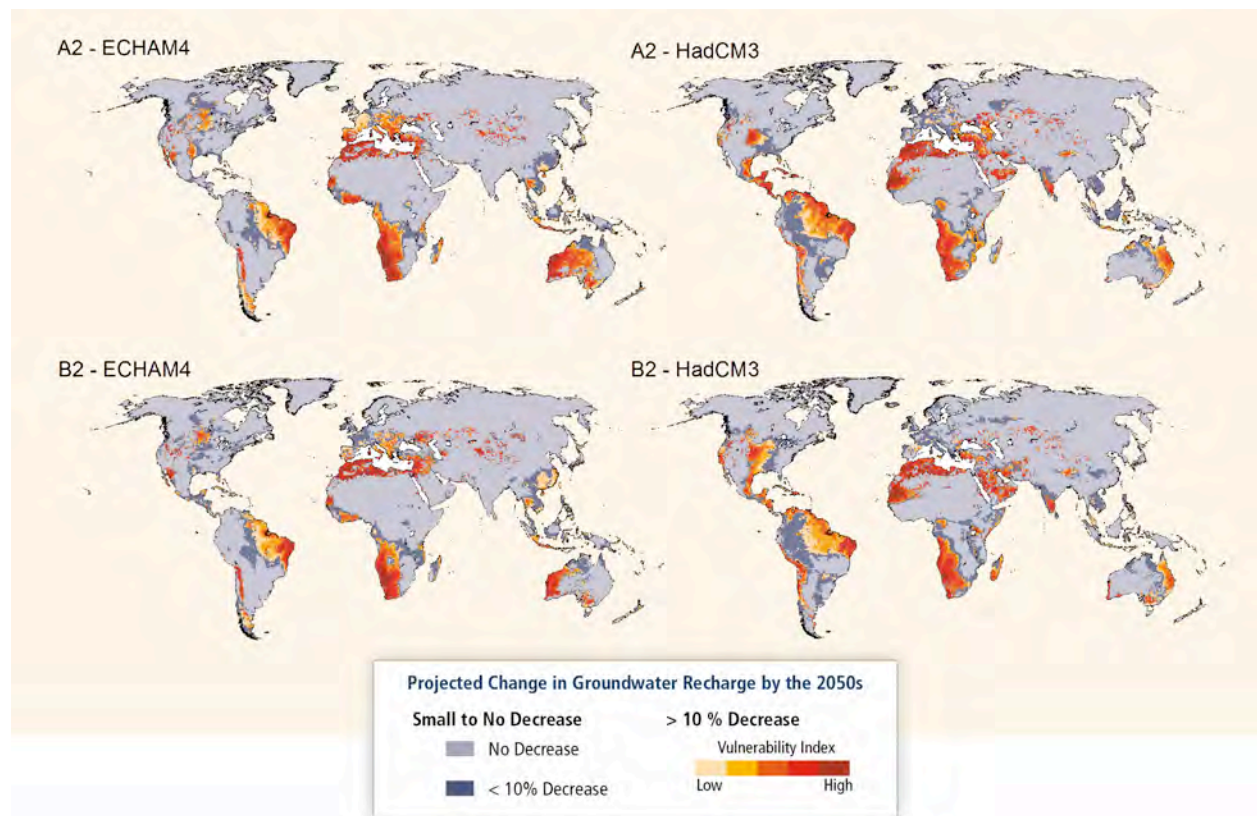 A2 - ECHAM4
A2 - HadCM3
B2 - ECHAM4
B2 - HadCM3
Projected Change in Groundwater Recharge by the 2050s
Small to No Decrease
> 10 % Decrease
No Decrease
Vulnerability Index
< 10% Decrease
Low
High